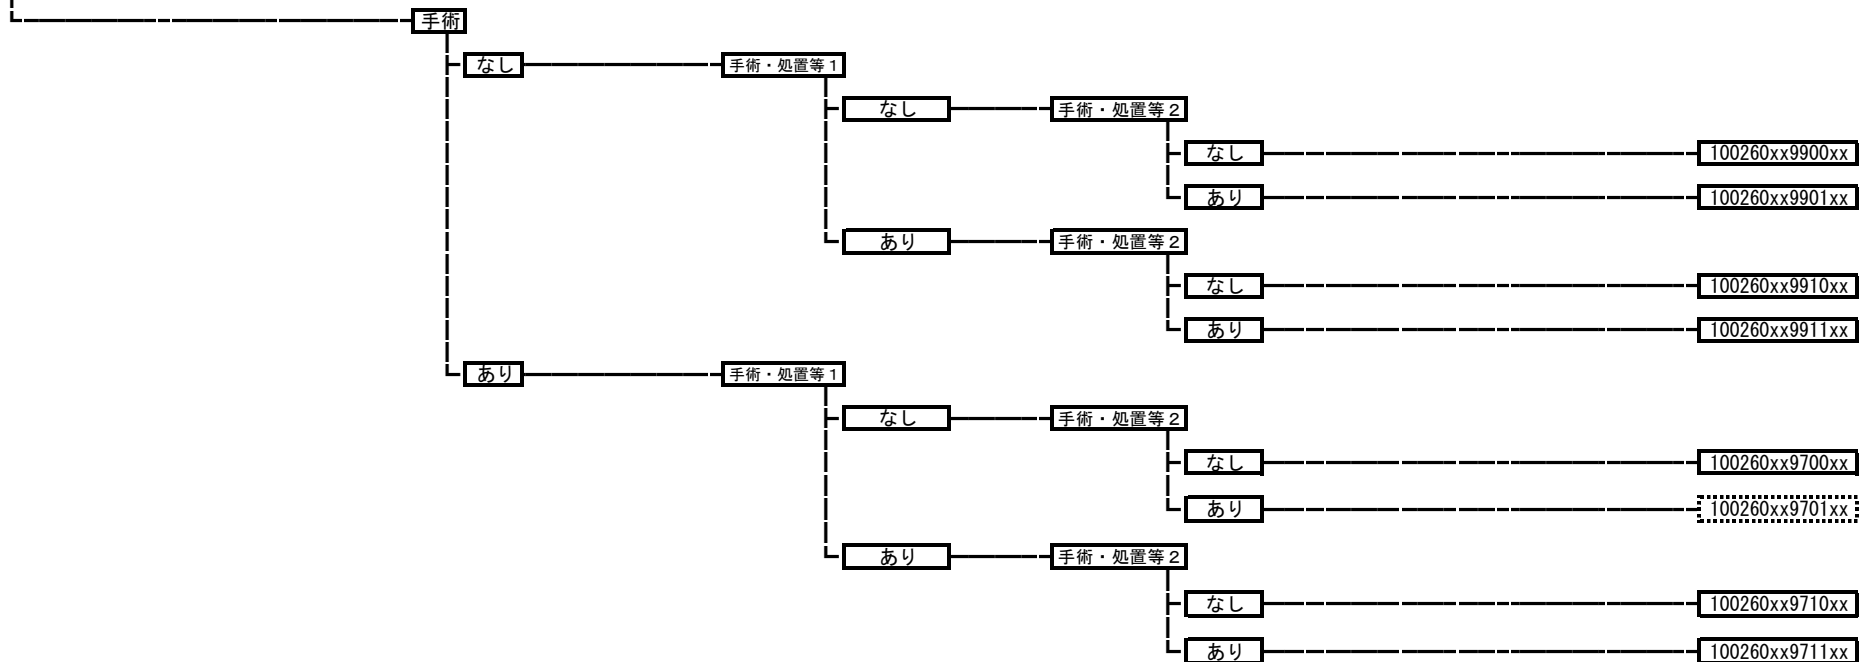 手術
なし 手術・処置等１
なし 手術・処置等２
なし 100260xx9900xx
あり 100260xx9901xx
あり 手術・処置等２
なし 100260xx9910xx
あり 100260xx9911xx
あり 手術・処置等１
なし 手術・処置等２
なし 100260xx9700xx
あり 100260xx9701xx
あり 手術・処置等２
なし 100260xx9710xx
あり 100260xx9711xx